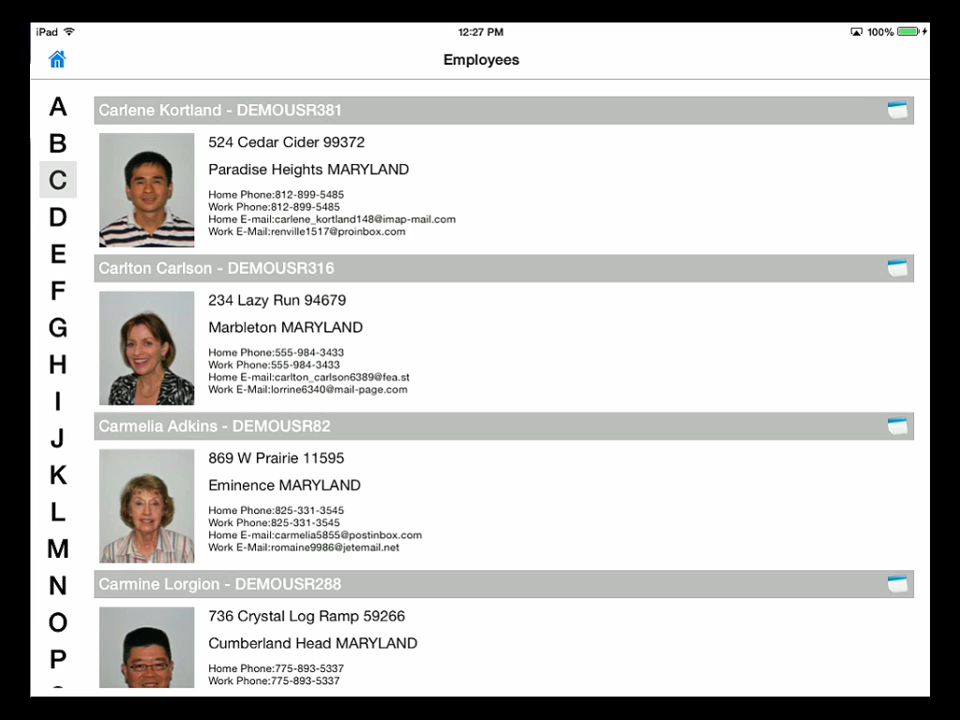 iPad 12:27 PM 100%
Employees
A
B
C
D
E
F
G
H
I
J
K
L
M
N
O
P
Carlene Kortland - DEMOUSR381
524 Cedar Cider 99372
Paradise Heights MARYLAND
Home Phone:812-899-5485
Work Phone:812-899-5485
Home E-mail:carlene_kortland148@imap-mail.com
Work E-Mail:renville1517@proinbox.com
Carlton Carlson - DEMOUSR316
234 Lazy Run 94679
Marbleton MARYLAND
Home Phone:555-984-3433
Work Phone:555-984-3433
Home E-mail:carlton_carlson6389@fea.st
Work E-Mail:lorrine6340@mail-page.com
Carmelia Adkins - DEMOUSR82
869 W Prairie 11595
Eminence MARYLAND
Home Phone:825-331-3545
Work Phone:825-331-3545
Home E-mail:carmelia5855@postinbox.com
Work E-Mail:romaine9986@jetemail.net
Carmine Lorgion - DEMOUSR288
736 Crystal Log Ramp 59266
Cumberland Head MARYLAND
Home Phone:775-893-5337
Work Phone:775-893-5337